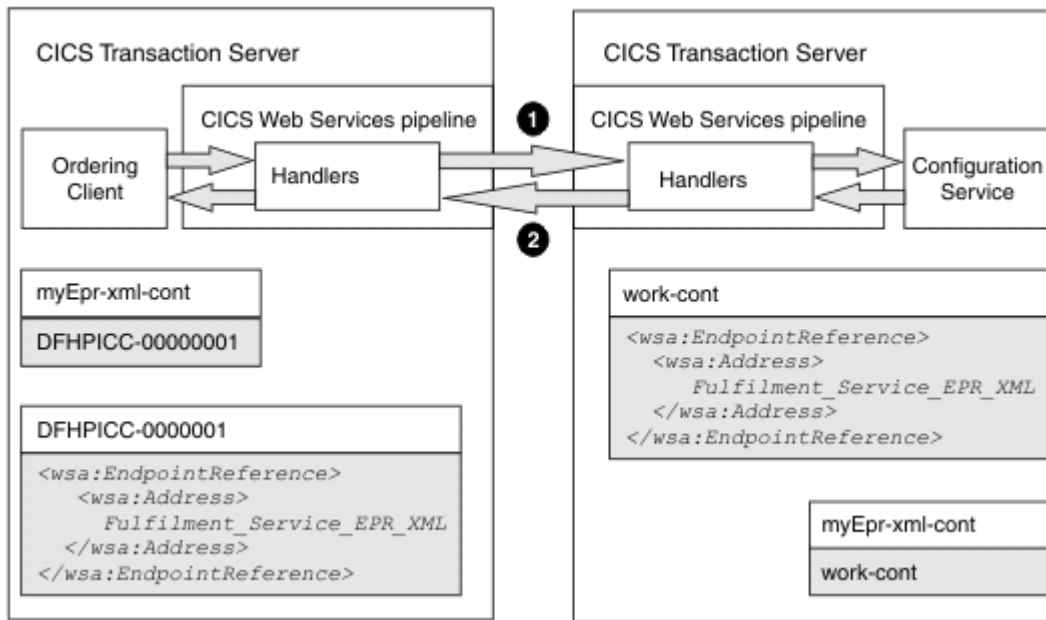 CICS Transaction Server
CICS Web Services pipeline
Ordering
Client
Handlers
myEpr-xml-cont
DFHPICC-00000001
DFHPICC-0000001
<wsa:EndpointReference>
<wsa:Address>
Fulfilment_Service_EPR_XML
</wsa:Address>
</wsa:EndpointReference>
1
2
CICS Transaction Server
CICS Web Services pipeline
Handlers
Configuration
Service
work-cont
<wsa:EndpointReference>
<wsa:Address>
Fulfilment_Service_EPR_XML
</wsa:Address>
</wsa:EndpointReference>
myEpr-xml-cont
work-cont